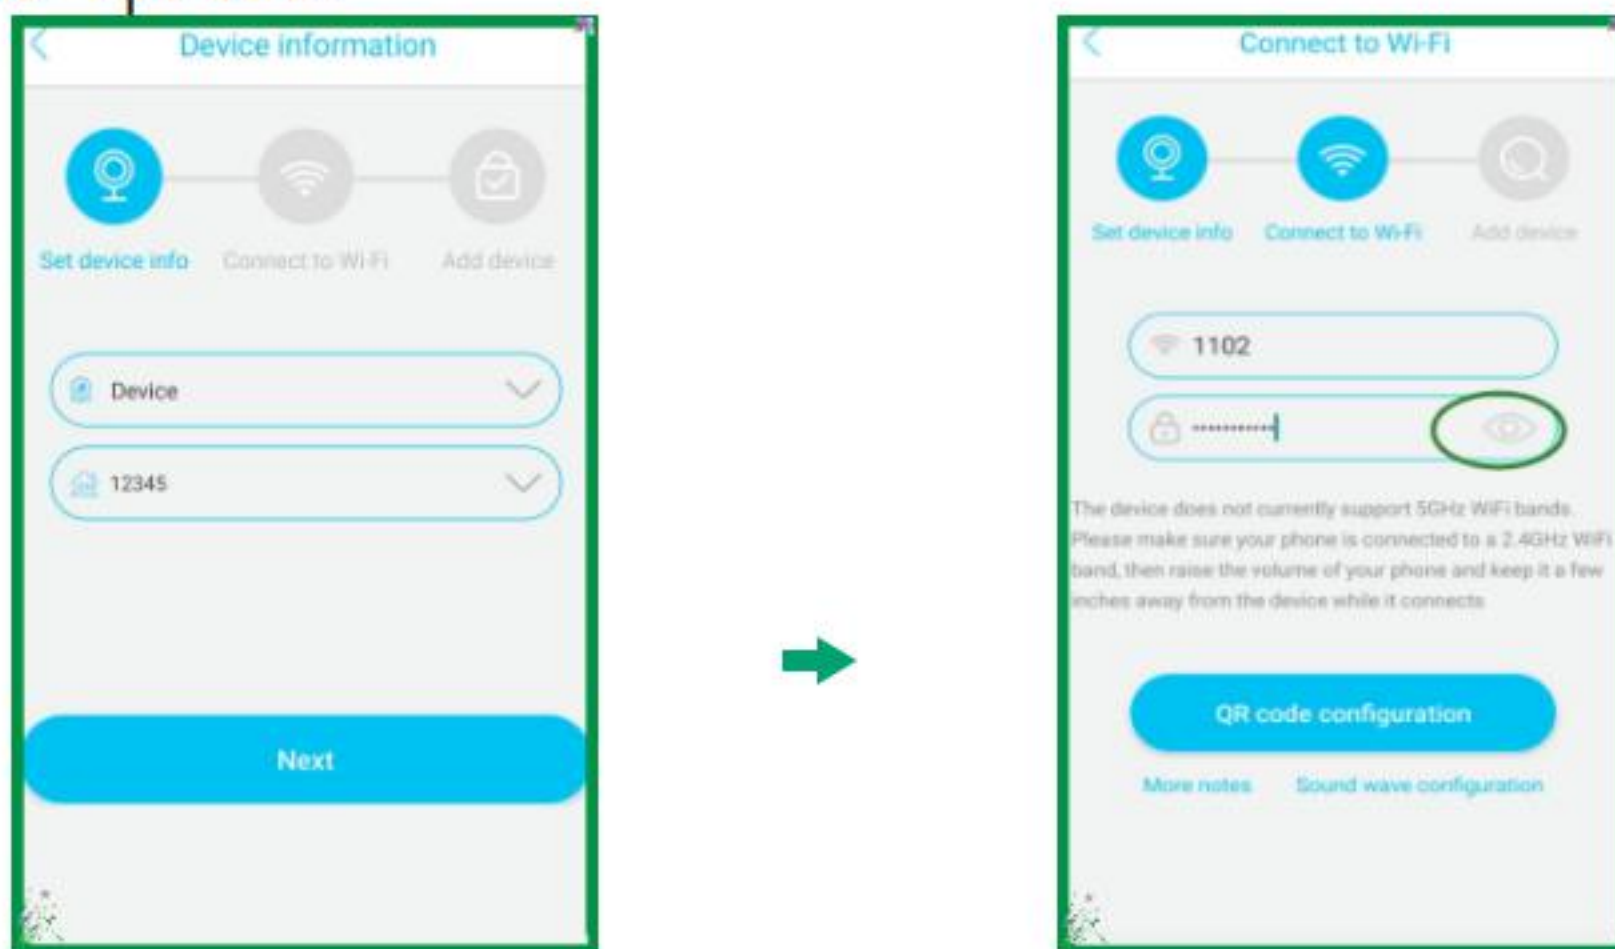 Device information
Set device info
Connect to Wi-Fi
Add device
Device
12345
Next
Connect to Wi-Fi
Set device info
Connect to Wi-Fi
Add device
1102
The device does not currently support 5GHz WiFi bands.
Please make sure your phone is connected to a 2.4GHz WiFi
band, then raise the volume of your phone and keep it a few
inches away from the device while it connects
QR code configuration
More notes
Sound wave configuration